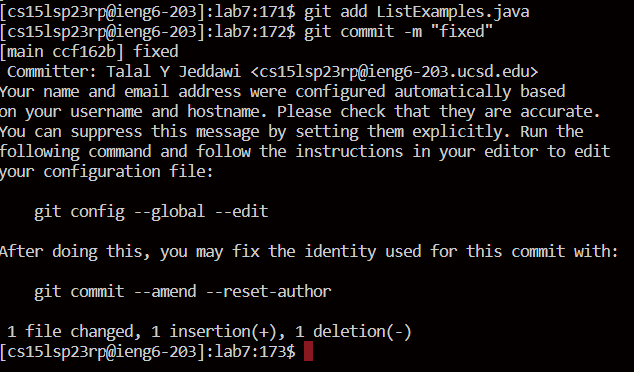 [cs15lsp23rp@ieng6-203]:lab7:171$ git add ListExamples.java
[cs15lsp23rp@ieng6-203]:lab7:172$ git commit -m "fixed"
[main ccf162b] fixed
 Committer: Talal Y Jeddawi <cs15lsp23rp@ieng6-203.ucsd.edu>
Your name and email address were configured automatically based
on your username and hostname. Please check that they are accurate.
You can suppress this message by setting them explicitly. Run the
following command and follow the instructions in your editor to edit
your configuration file:
    git config --global --edit
After doing this, you may fix the identity used for this commit with:
    git commit --amend --reset-author
 1 file changed, 1 insertion(+), 1 deletion(-)
[cs15lsp23rp@ieng6-203]:lab7:173$